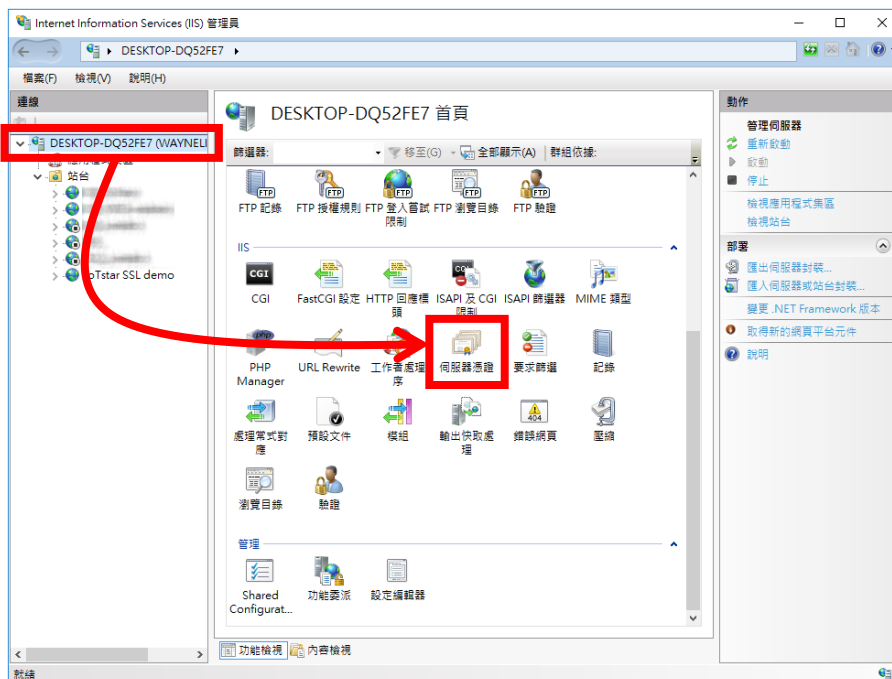 Internet Information Services (IIS) 管理員
DESKTOP-DQ52FE7
檔案(F) 檢視(V) 說明(H)
連線
DESKTOP-DQ52FE7 (WAYNELI
站台
SSL demo
DESKTOP-DQ52FE7 首頁
篩選器: 移至(G) 全部顯示(A) 群組依據:
FTP FTP FTP FTP FTP
FTP 記錄 FTP 授權規則 FTP 登入嘗試限制 FTP 瀏覽目錄 FTP 驗證
IIS
CGI
CGI FastCGI 設定 HTTP 回應標頭 ISAPI 及 CGI 限制 ISAPI 篩選器 MIME 類型
php
PHP Manager URL Rewrite 工作者處理序 伺服器憑證 要求篩選 記錄
404
處理常式對應 預設文件 模組 輸出快取處理 錯誤網頁 壓縮
瀏覽目錄 驗證
管理
Shared Configurat... 功能委派 設定編輯器
功能檢視 內容檢視
動作
管理伺服器
重新啟動
啟動
停止
檢視應用程式集區
檢視站台
部署
匯出伺服器封裝...
匯入伺服器或站台封裝...
變更 .NET Framework 版本
取得新的網頁平台元件
說明
就緒